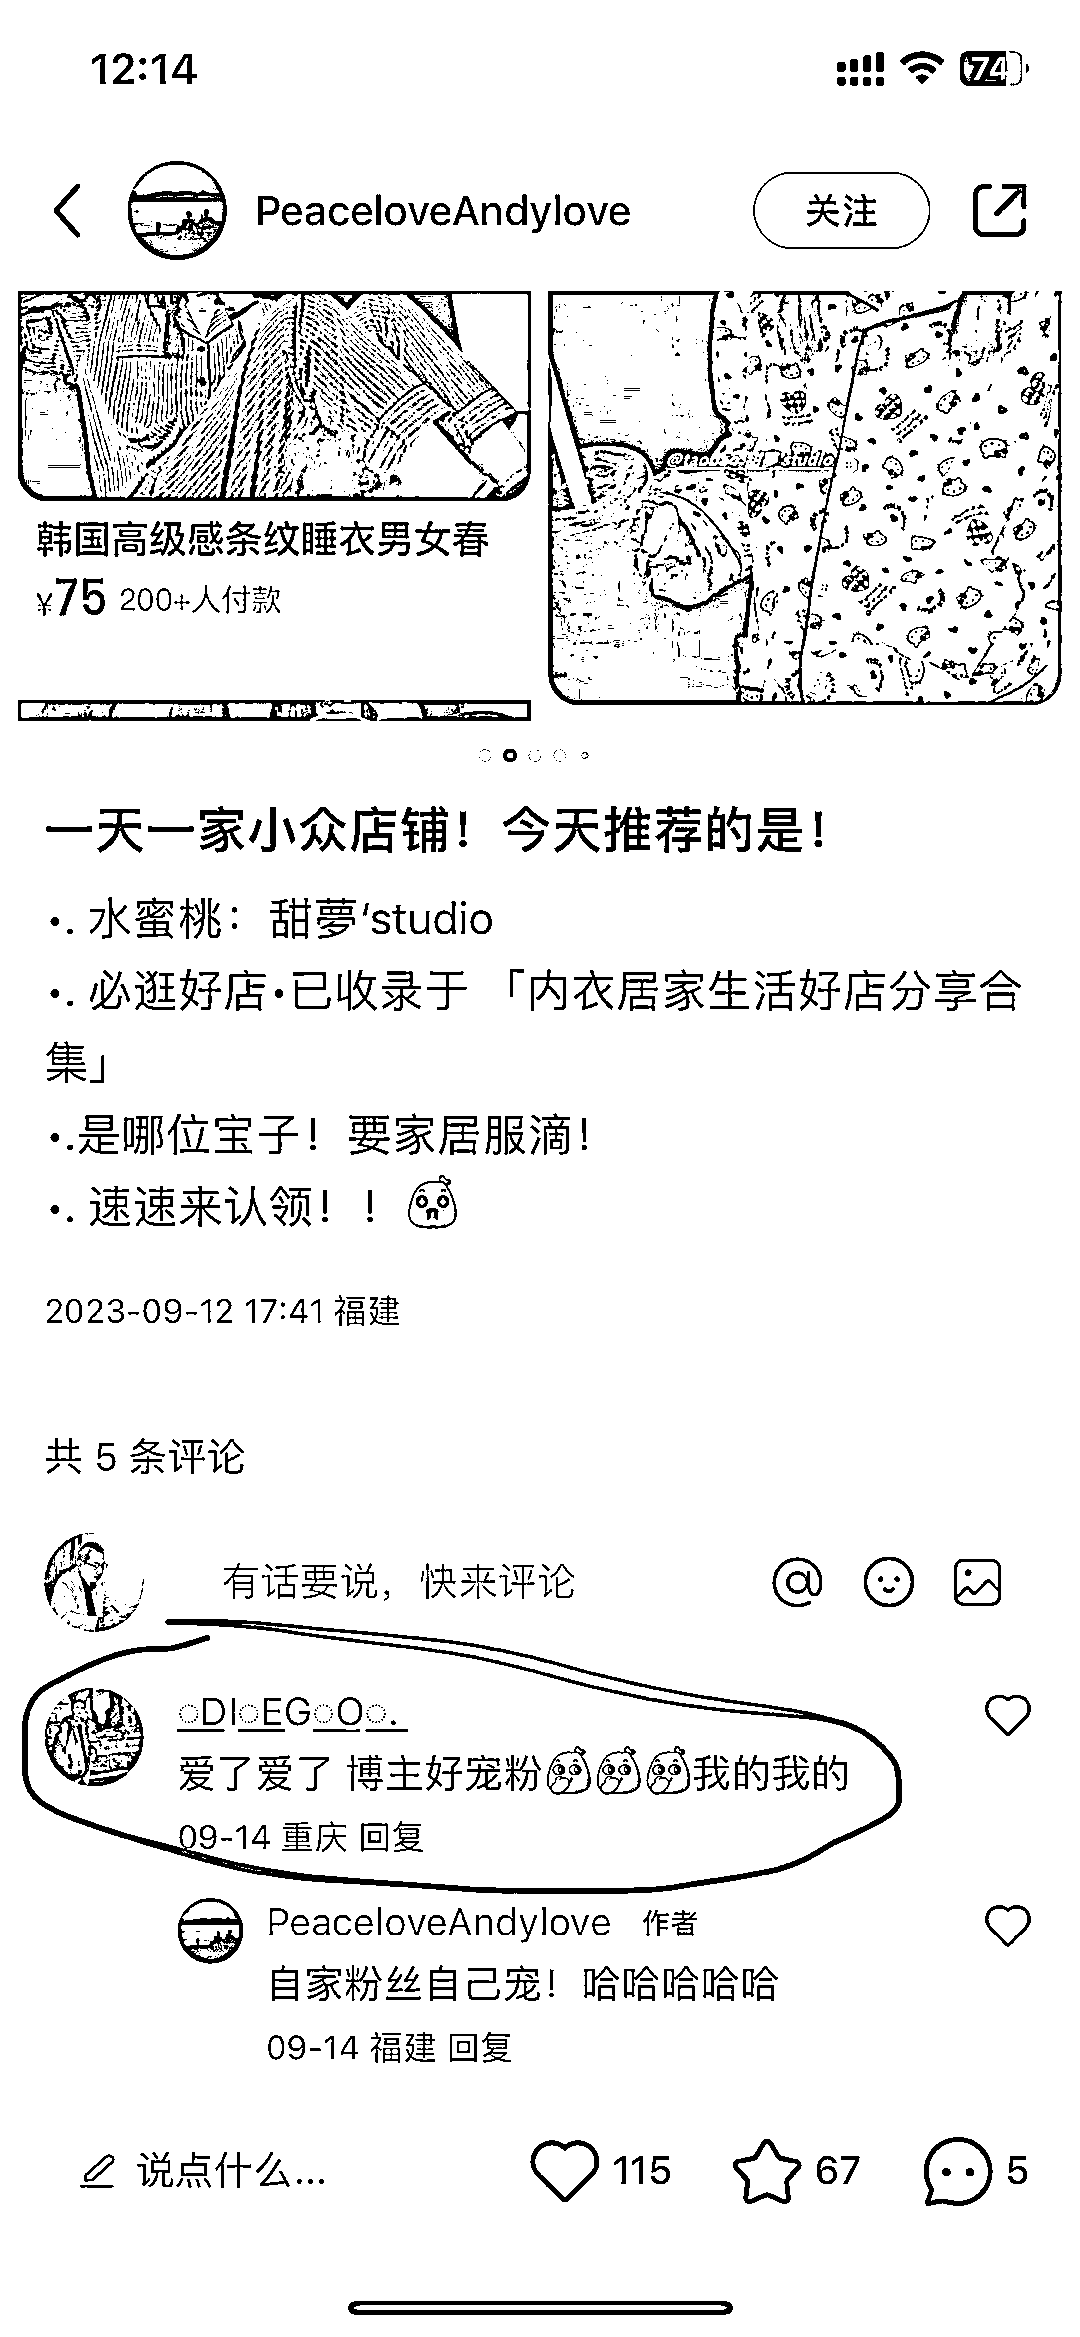 12:14
74
PeaceloveAndylove
关注
韩国高级感条纹睡衣男女春
¥75 200+人付款
一天一家小众店铺！今天推荐的是！
•. 水蜜桃：甜夢‘studio
•. 必逛好店•已收录于 「内衣居家生活好店分享合
集」
•.是哪位宝子！要家居服滴！
•. 速速来认领！！
2023-09-12 17:41 福建
共 5 条评论
有话要说，快来评论
DIEGO.
爱了爱了 博主好宠粉我的我的
09-14 重庆 回复
PeaceloveAndylove 作者
自家粉丝自己宠！哈哈哈哈哈
09-14 福建 回复
说点什么...
115
67
5